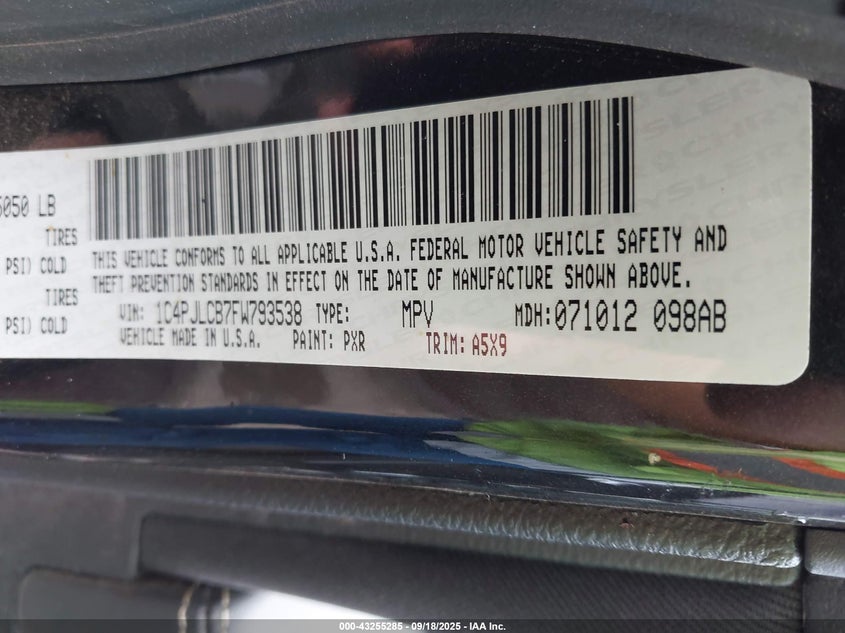 5050 LB
TIRES
PSI) COLD
TIRES
PSI) COLD
THIS VEHICLE CONFORMS TO ALL APPLICABLE U.S.A. FEDERAL MOTOR VEHICLE SAFETY AND
THEFT PREVENTION STANDARDS IN EFFECT ON THE DATE OF MANUFACTURE SHOWN ABOVE.
VIN: 1C4PJLCB7FW793538 TYPE: MPV MDH:071012 098AB
VEHICLE MADE IN U.S.A. PAINT: PXR TRIM: A5X9
CHRYSLER
000-43255285 - 09/18/2025 - IAA Inc.